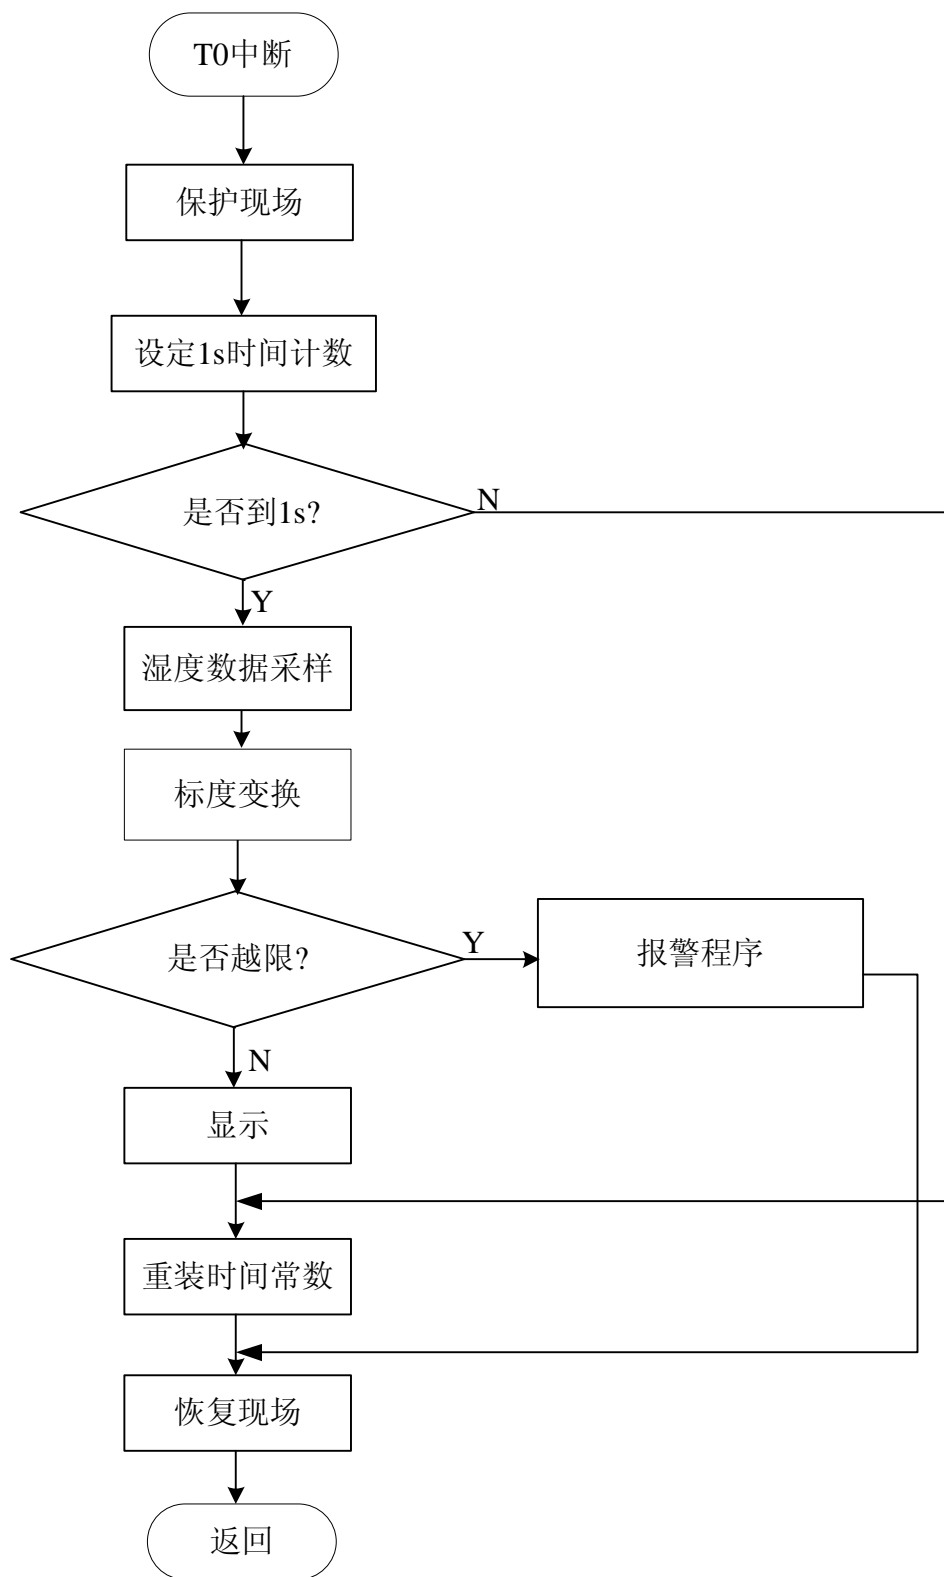 T0中断
保护现场
设定1s时间计数
是否到1s?
N
Y
湿度数据采样
标度变换
是否越限?
Y
报警程序
N
显示
重装时间常数
恢复现场
返回